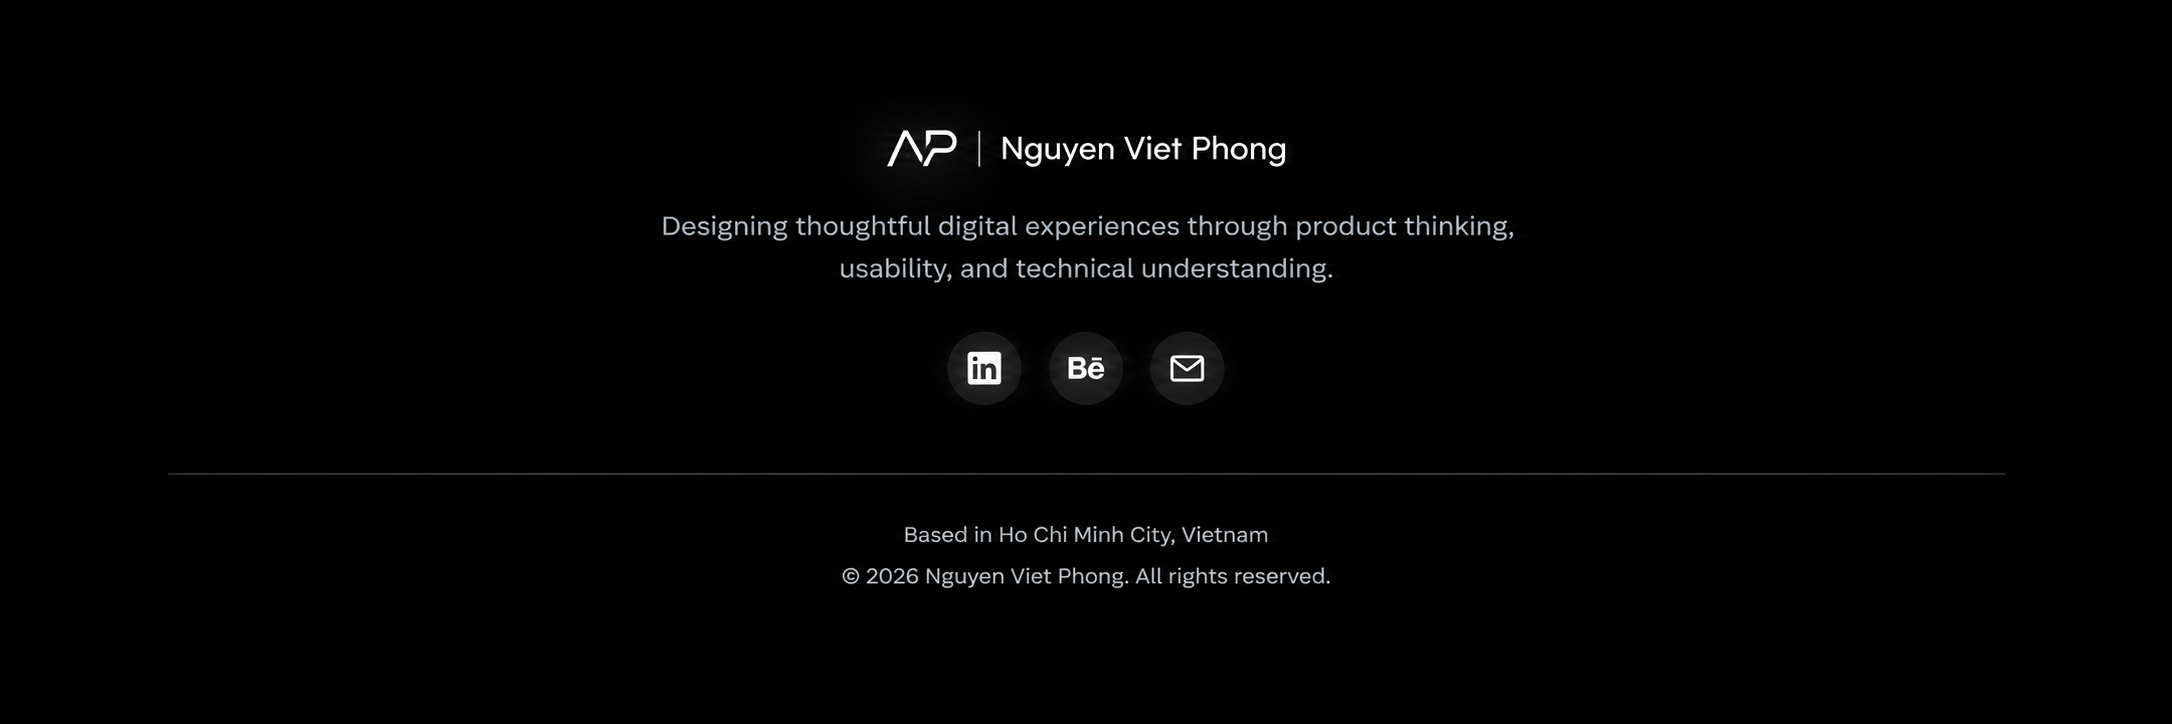 Nguyen Viet Phong
Designing thoughtful digital experiences through product thinking,
usability, and technical understanding.
in Bē
Based in Ho Chi Minh City, Vietnam
© 2026 Nguyen Viet Phong. All rights reserved.